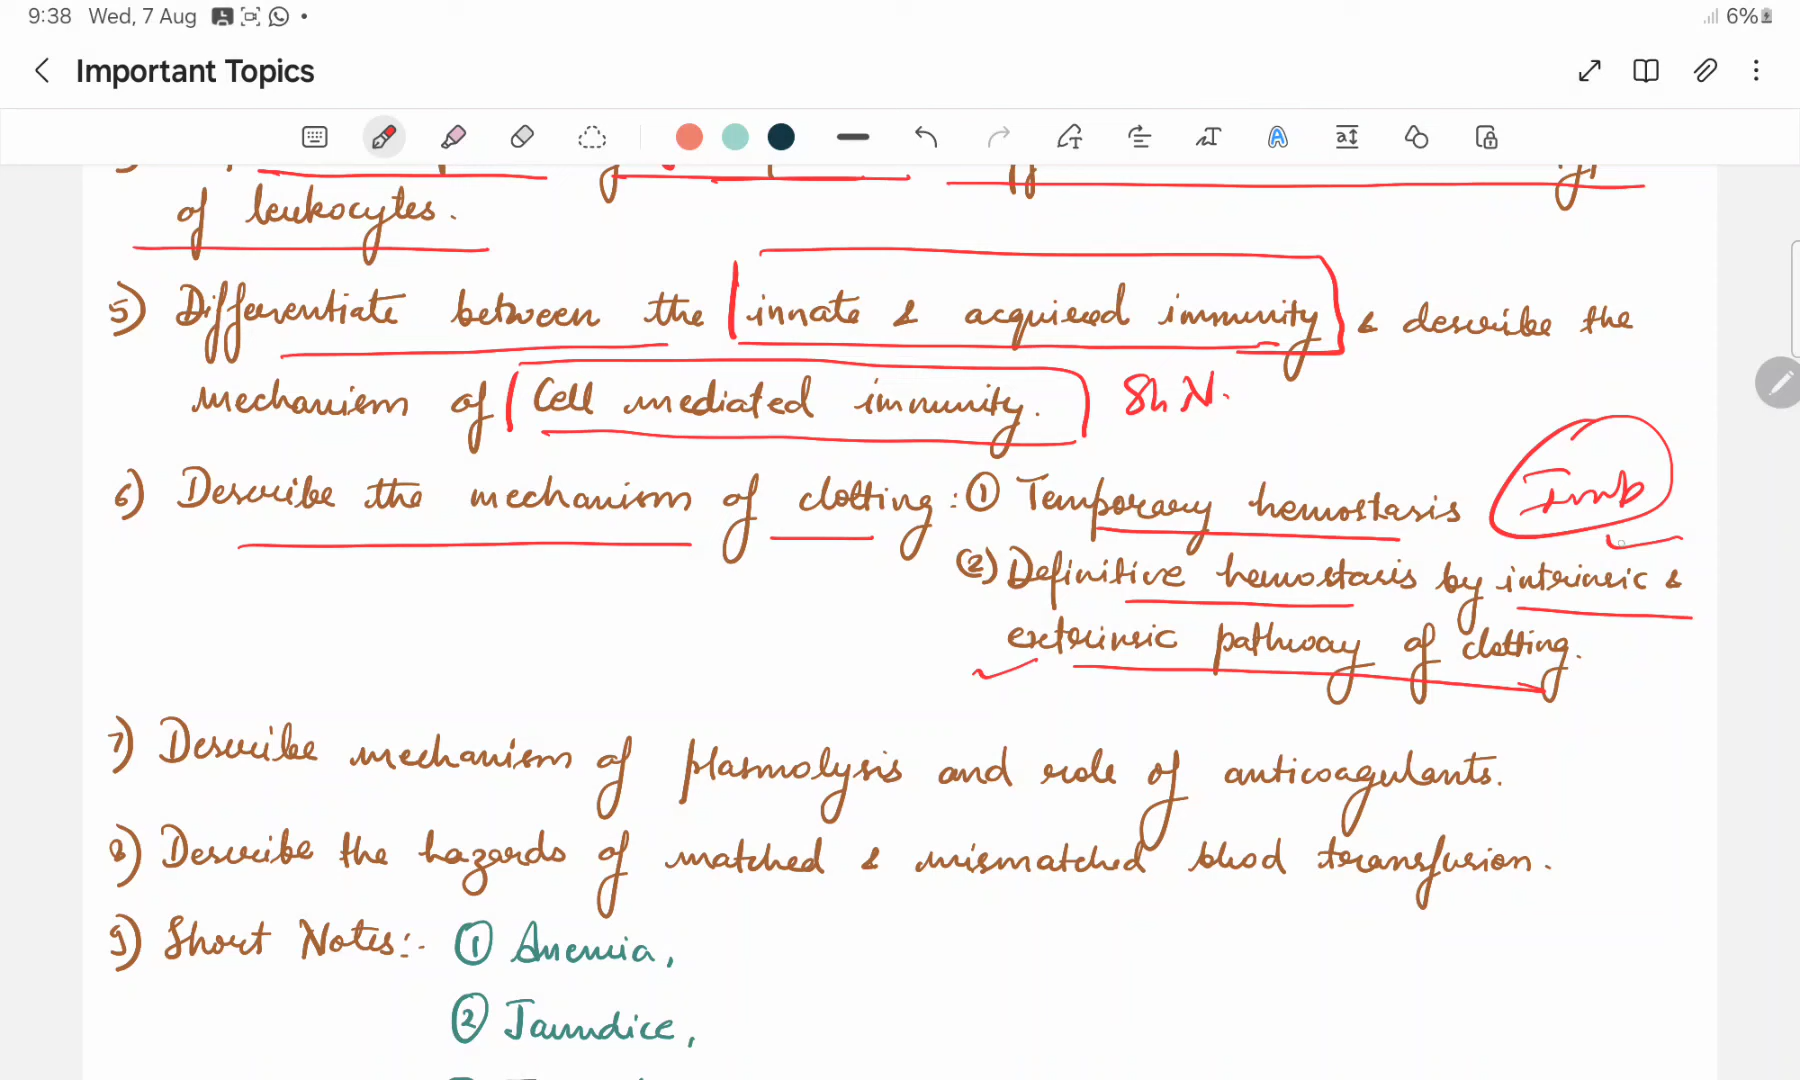 9:38 Wed, 7 Aug
6%
Important Topics
of leukocytes.
5) Differentiate between the innate & acquired immunity & describe the
mechanism of Cell mediated immunity. Sh N.
6) Describe the mechanism of clotting: ① Temporary hemostasis Imp
(2) Definitive hemostasis by intrinsic &
extrinsic pathway of clotting.
7) Describe mechanism of plasmolysis and role of anticoagulants.
8) Describe the hazards of matched & mismatched blood transfusion.
9) Short Notes:- ① Anemia,
② Jaundice,